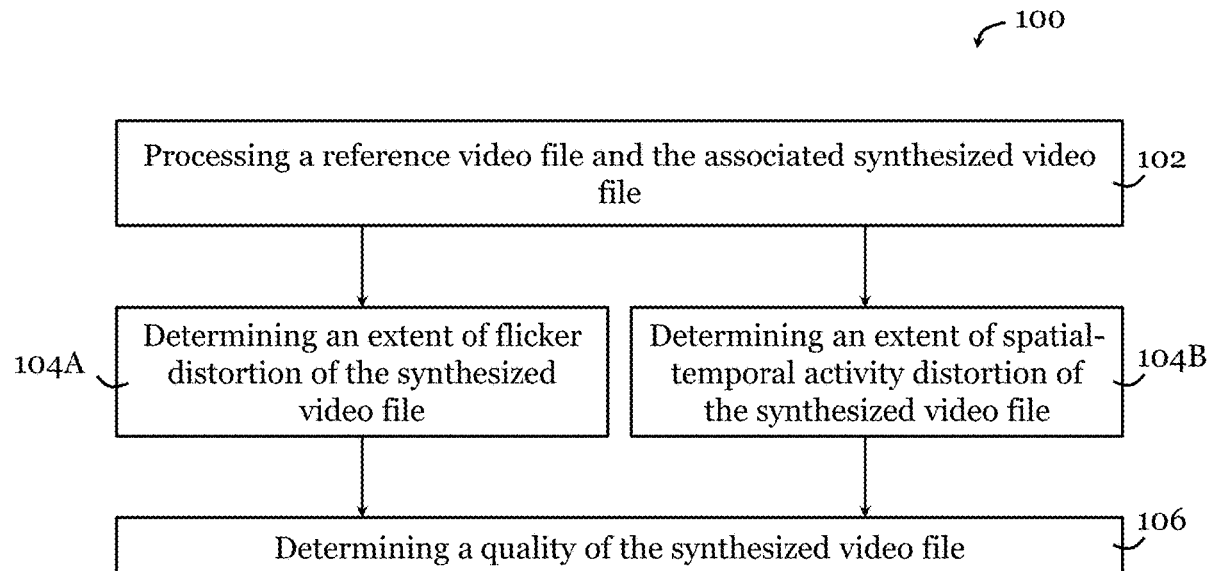 100
Processing a reference video file and the associated synthesized video
file
102
Determining an extent of flicker
distortion of the synthesized
video file
104A
Determining an extent of spatial-
temporal activity distortion of
the synthesized video file
104B
Determining a quality of the synthesized video file
106